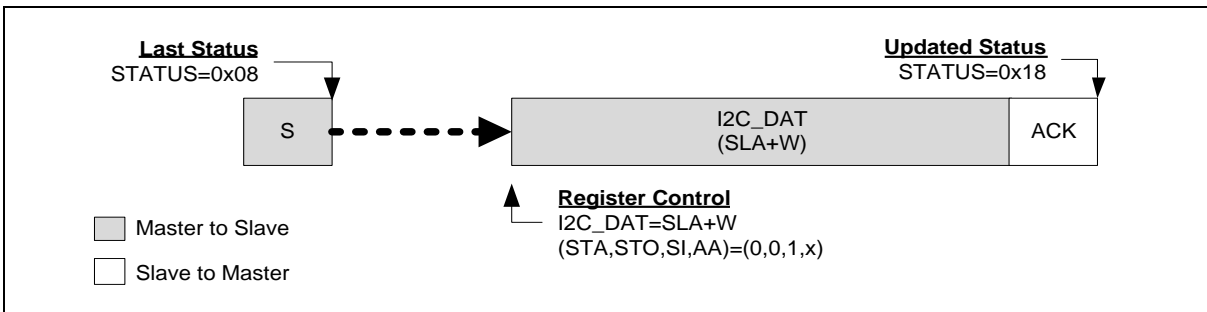 Last Status
STATUS=0x08
Updated Status
STATUS=0x18
S
I2C_DAT
(SLA+W)
ACK
Register Control
I2C_DAT=SLA+W
(STA,STO,SI,AA)=(0,0,1,x)
Master to Slave
Slave to Master